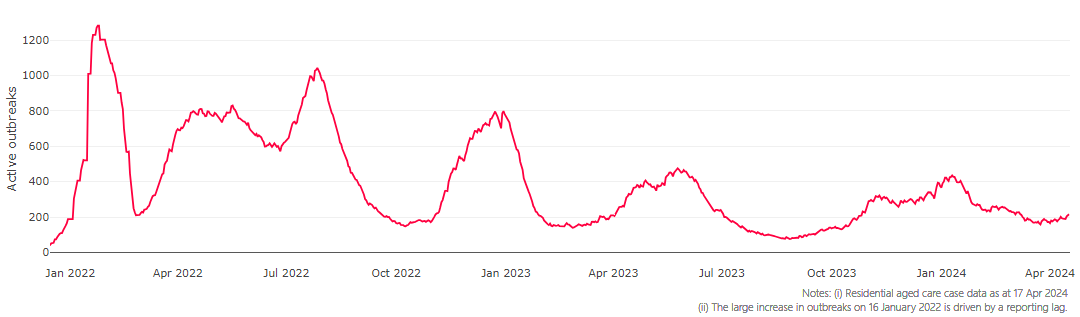 Active outbreaks
1200
1000
800
600
400
200
0
Jan 2022 Apr 2022 Jul 2022 Oct 2022 Jan 2023 Apr 2023 Jul 2023 Oct 2023 Jan 2024 Apr 2024
Notes: (i) Residential aged care case data as at 17 Apr 2024
(ii) The large increase in outbreaks on 16 January 2022 is driven by a reporting lag.